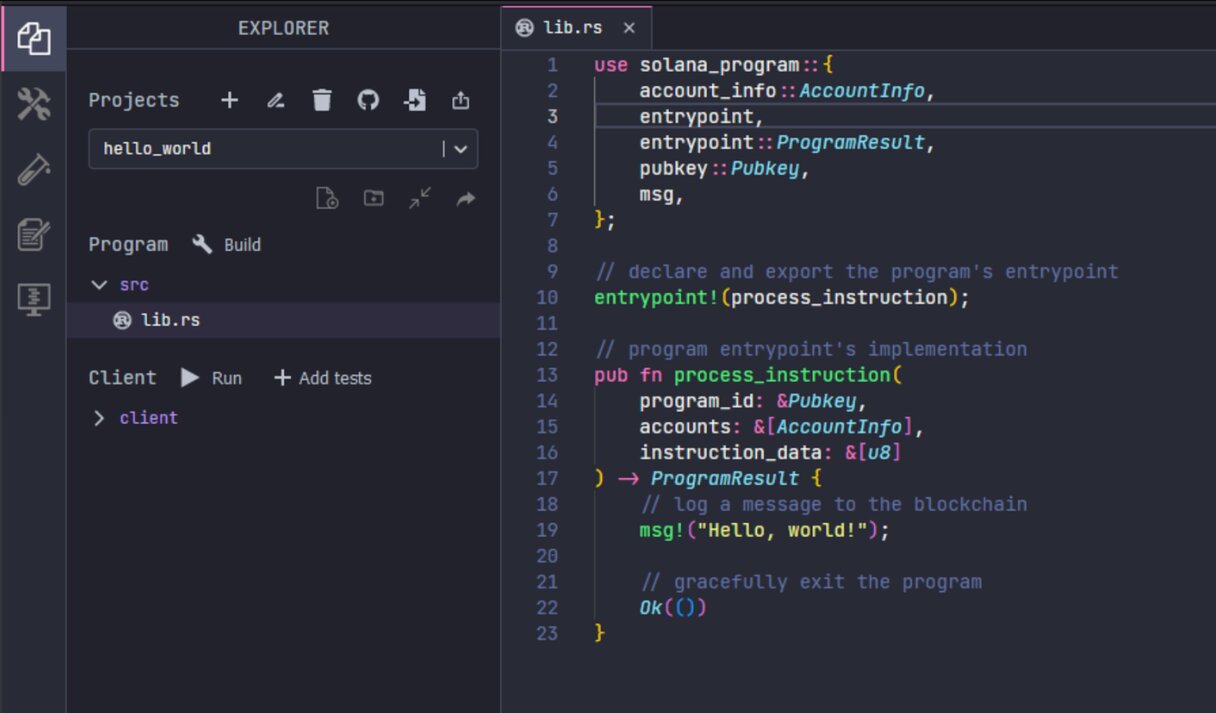 EXPLORER
Projects
hello_world
Program Build
src
lib.rs
Client Run Add tests
client
lib.rs
1 use solana_program::{
2     account_info::AccountInfo,
3     entrypoint,
4     entrypoint::ProgramResult,
5     pubkey::Pubkey,
6     msg,
7 };
8
9 // declare and export the program's entrypoint
10 entrypoint!(process_instruction);
11
12 // program entrypoint's implementation
13 pub fn process_instruction(
14     program_id: &Pubkey,
15     accounts: &[AccountInfo],
16     instruction_data: &[u8]
17 ) -> ProgramResult {
18     // log a message to the blockchain
19     msg!("Hello, world!");
20
21     // gracefully exit the program
22     Ok(())
23 }